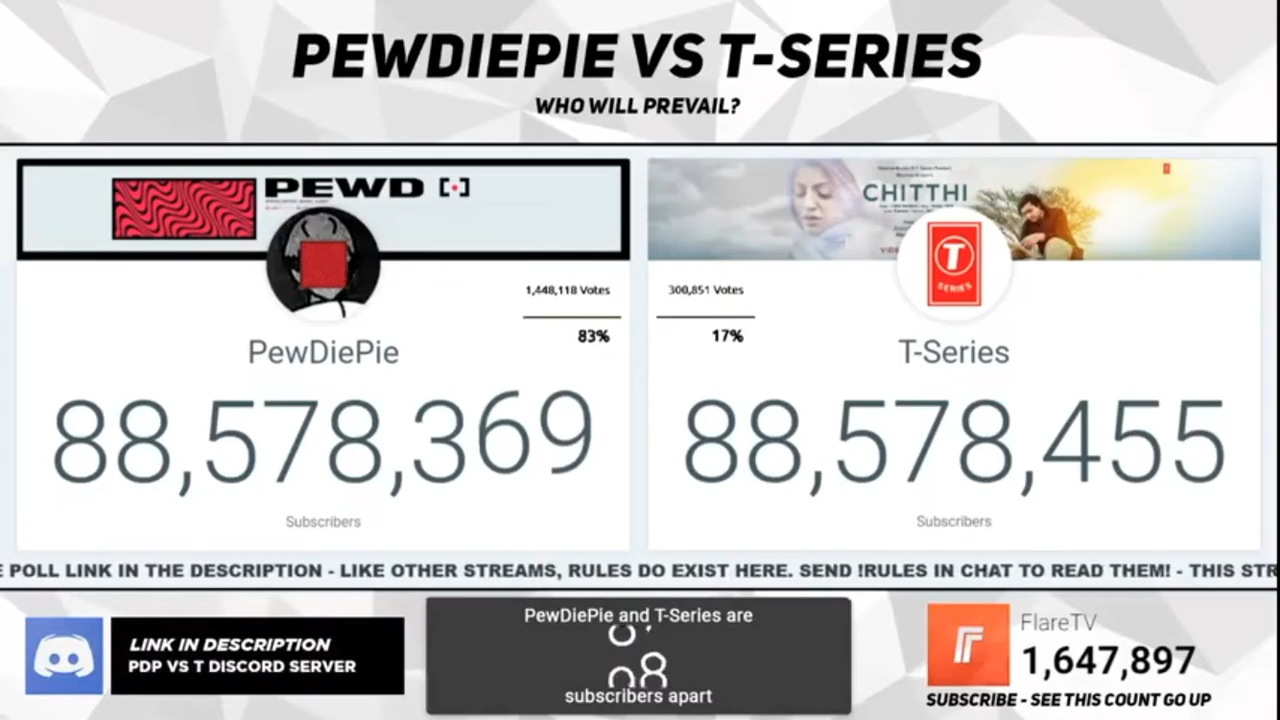 PEWDIEPIE VS T-SERIES
WHO WILL PREVAIL?
PEWD
CHITTHI
T
SERIES
1,448,118 Votes
83%
300,851 Votes
17%
PewDiePie
T-Series
88,578,369
88,578,455
Subscribers
Subscribers
POLL LINK IN THE DESCRIPTION - LIKE OTHER STREAMS, RULES DO EXIST HERE. SEND !RULES IN CHAT TO READ THEM! - THIS STR
LINK IN DESCRIPTION
PDP VS T DISCORD SERVER
PewDiePie and T-Series are
subscribers apart
FlareTV
1,647,897
SUBSCRIBE - SEE THIS COUNT GO UP